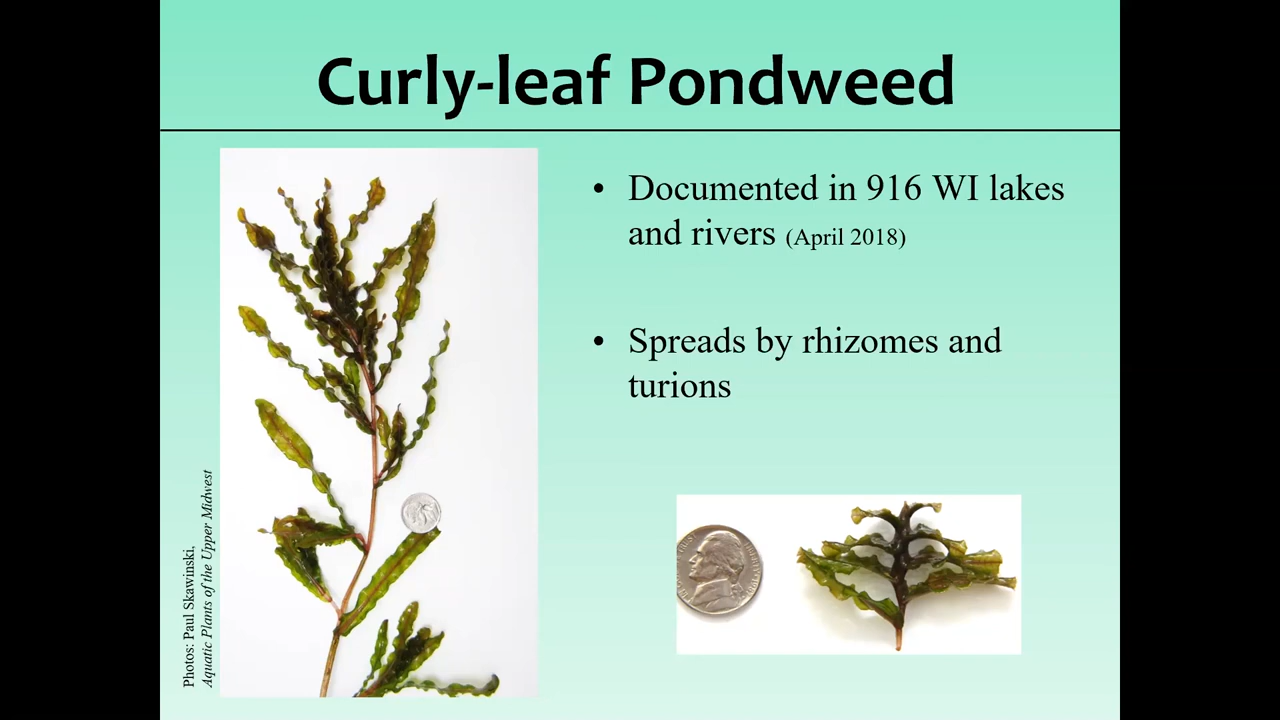 Curly-leaf Pondweed
• Documented in 916 WI lakes
and rivers (April 2018)
• Spreads by rhizomes and
turions
Photos: Paul Skawinski,
Aquatic Plants of the Upper Midwest